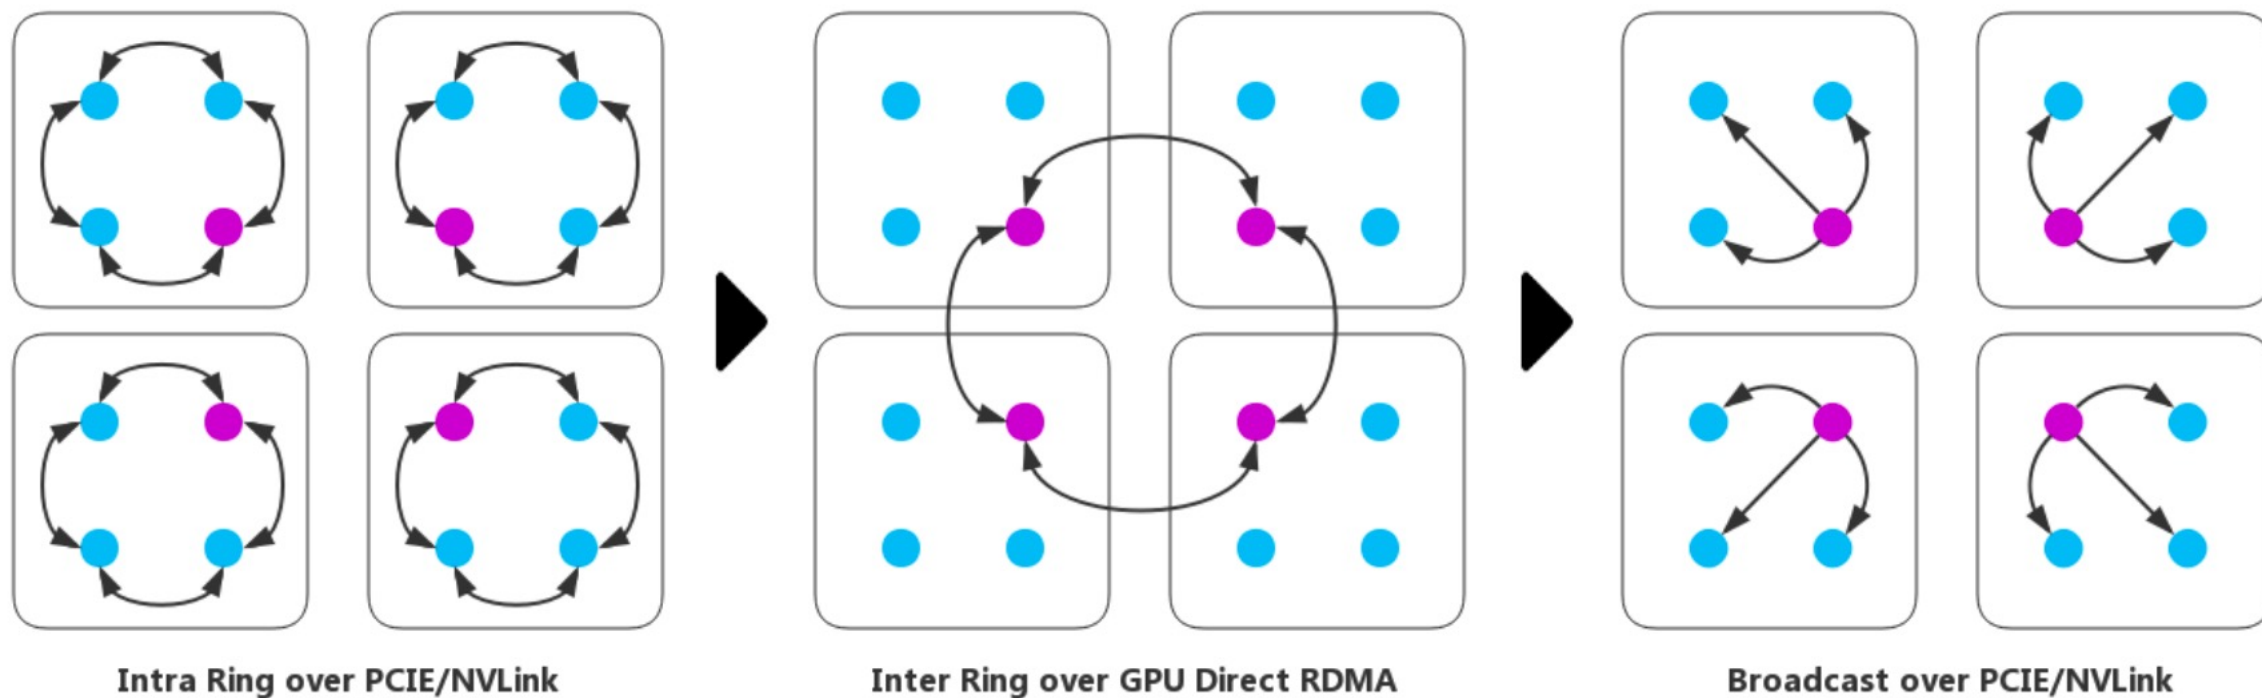 Intra Ring over PCIE/NVLink
Inter Ring over GPU Direct RDMA
Broadcast over PCIE/NVLink